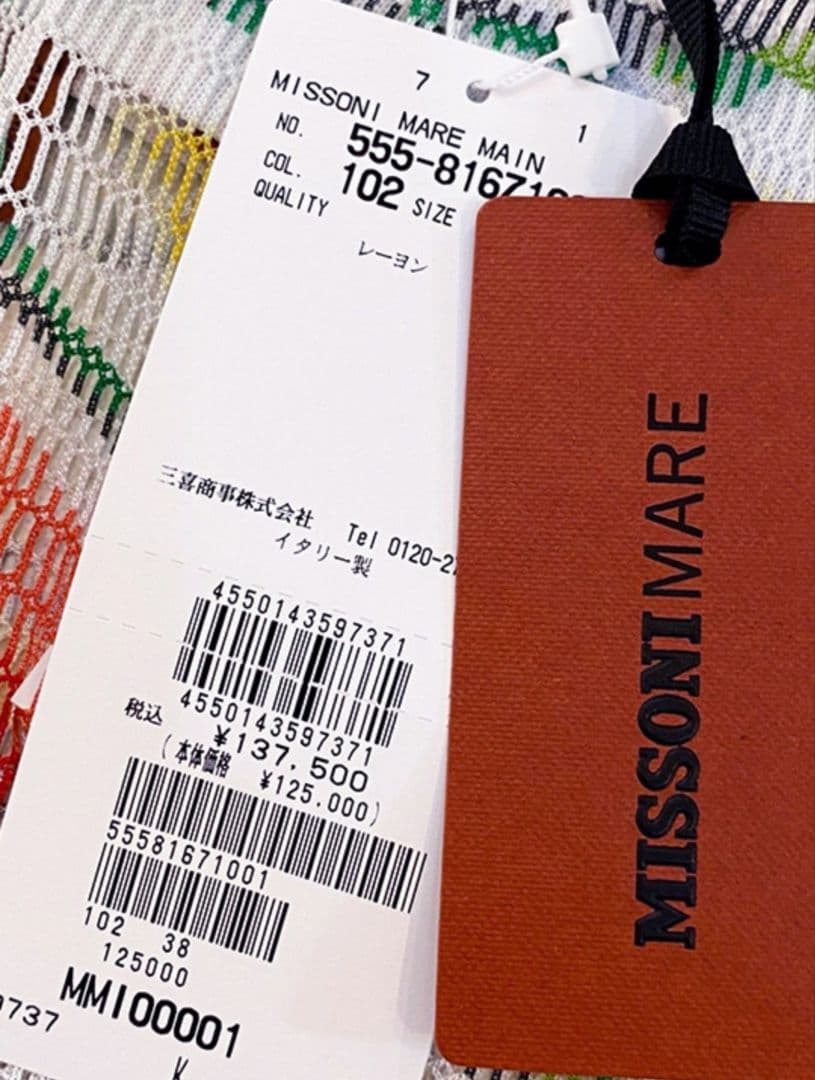 7
1
MISSONI MARE MAIN
NO. 555-81671
COL. 102 SIZE
QUALITY
レーヨン
三喜商事株式会社 Tel 0120-2
イタリー製
4550143597371
4550143597371
税込 ¥137,500
(本体価格 ¥125.000)
55581671001
102 38
125000
MMI00001
9737
K
MISSONI MARE